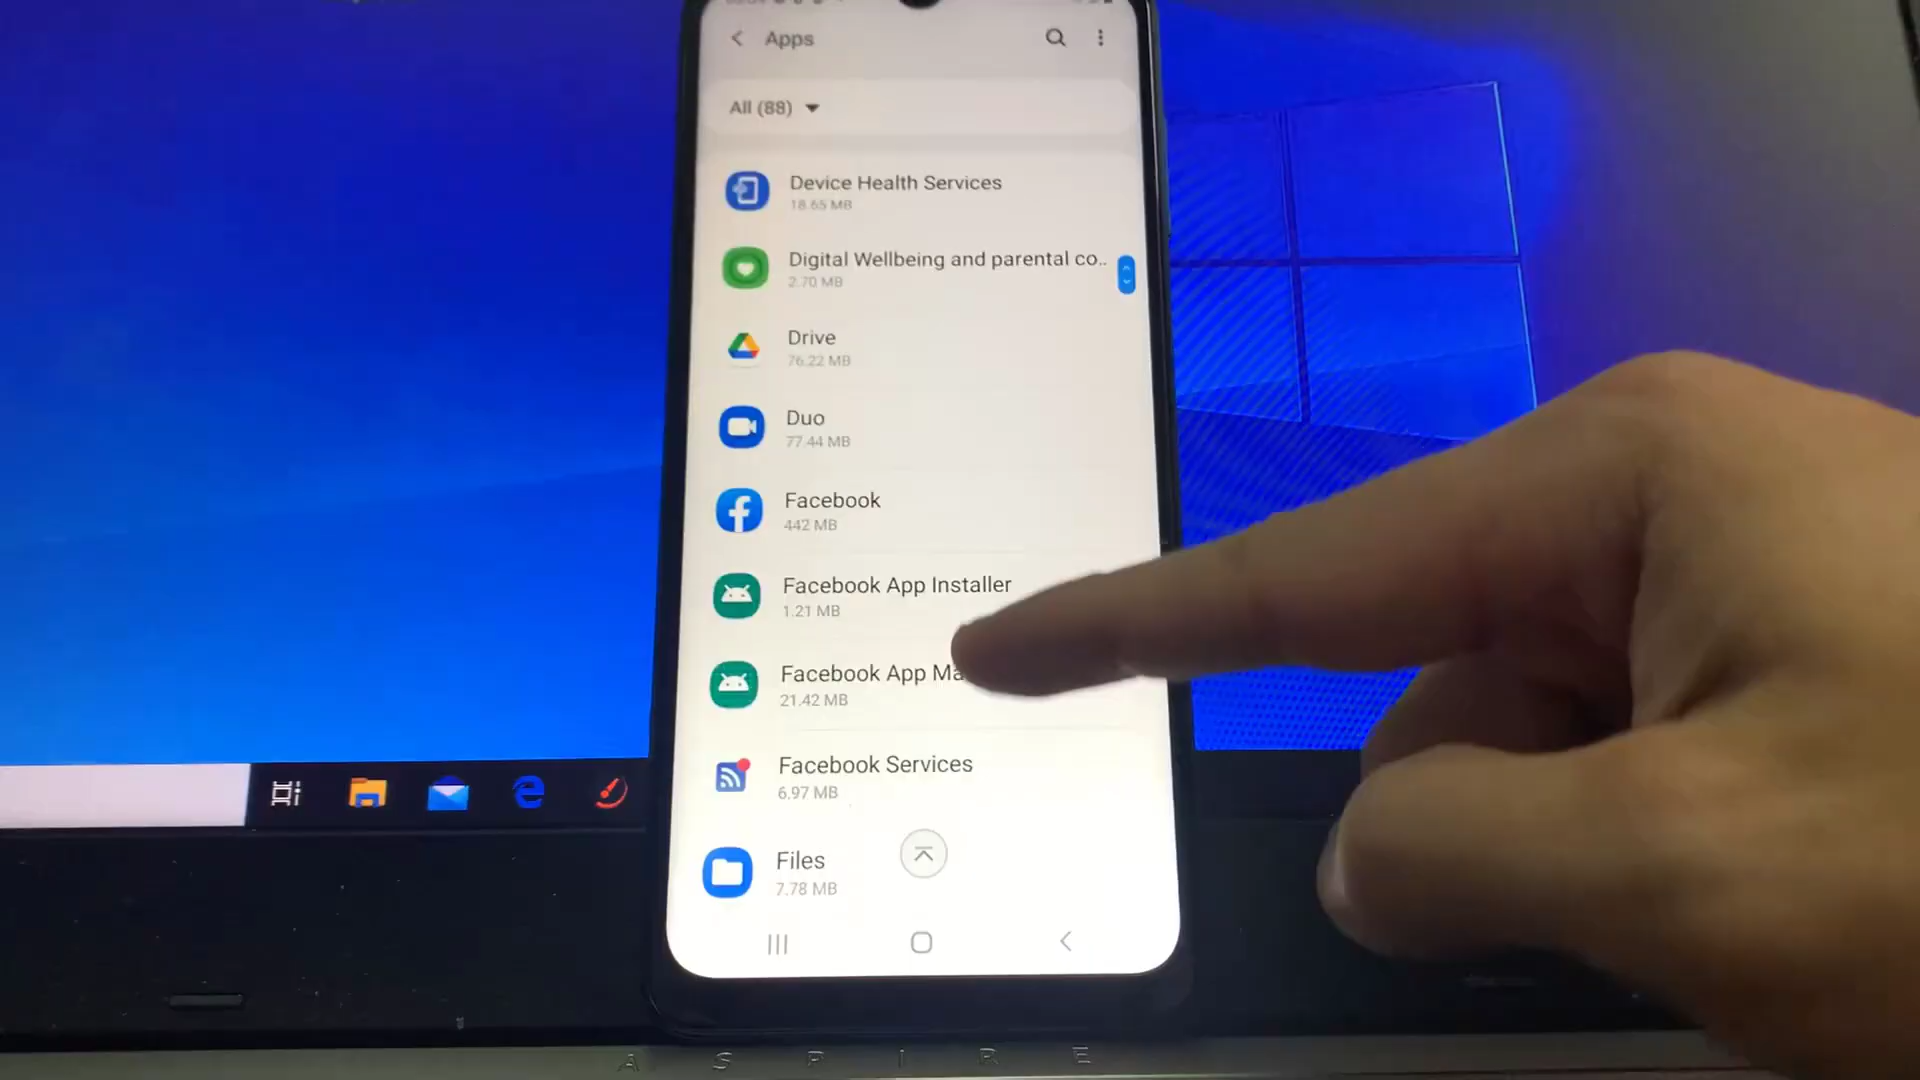 Apps
All (88)
Device Health Services
18.65 MB
Digital Wellbeing and parental co..
2.70 MB
Drive
76.22 MB
Duo
77.44 MB
Facebook
442 MB
Facebook App Installer
1.21 MB
Facebook App Ma
21.42 MB
Facebook Services
6.97 MB
Files
7.78 MB
ASPIRE